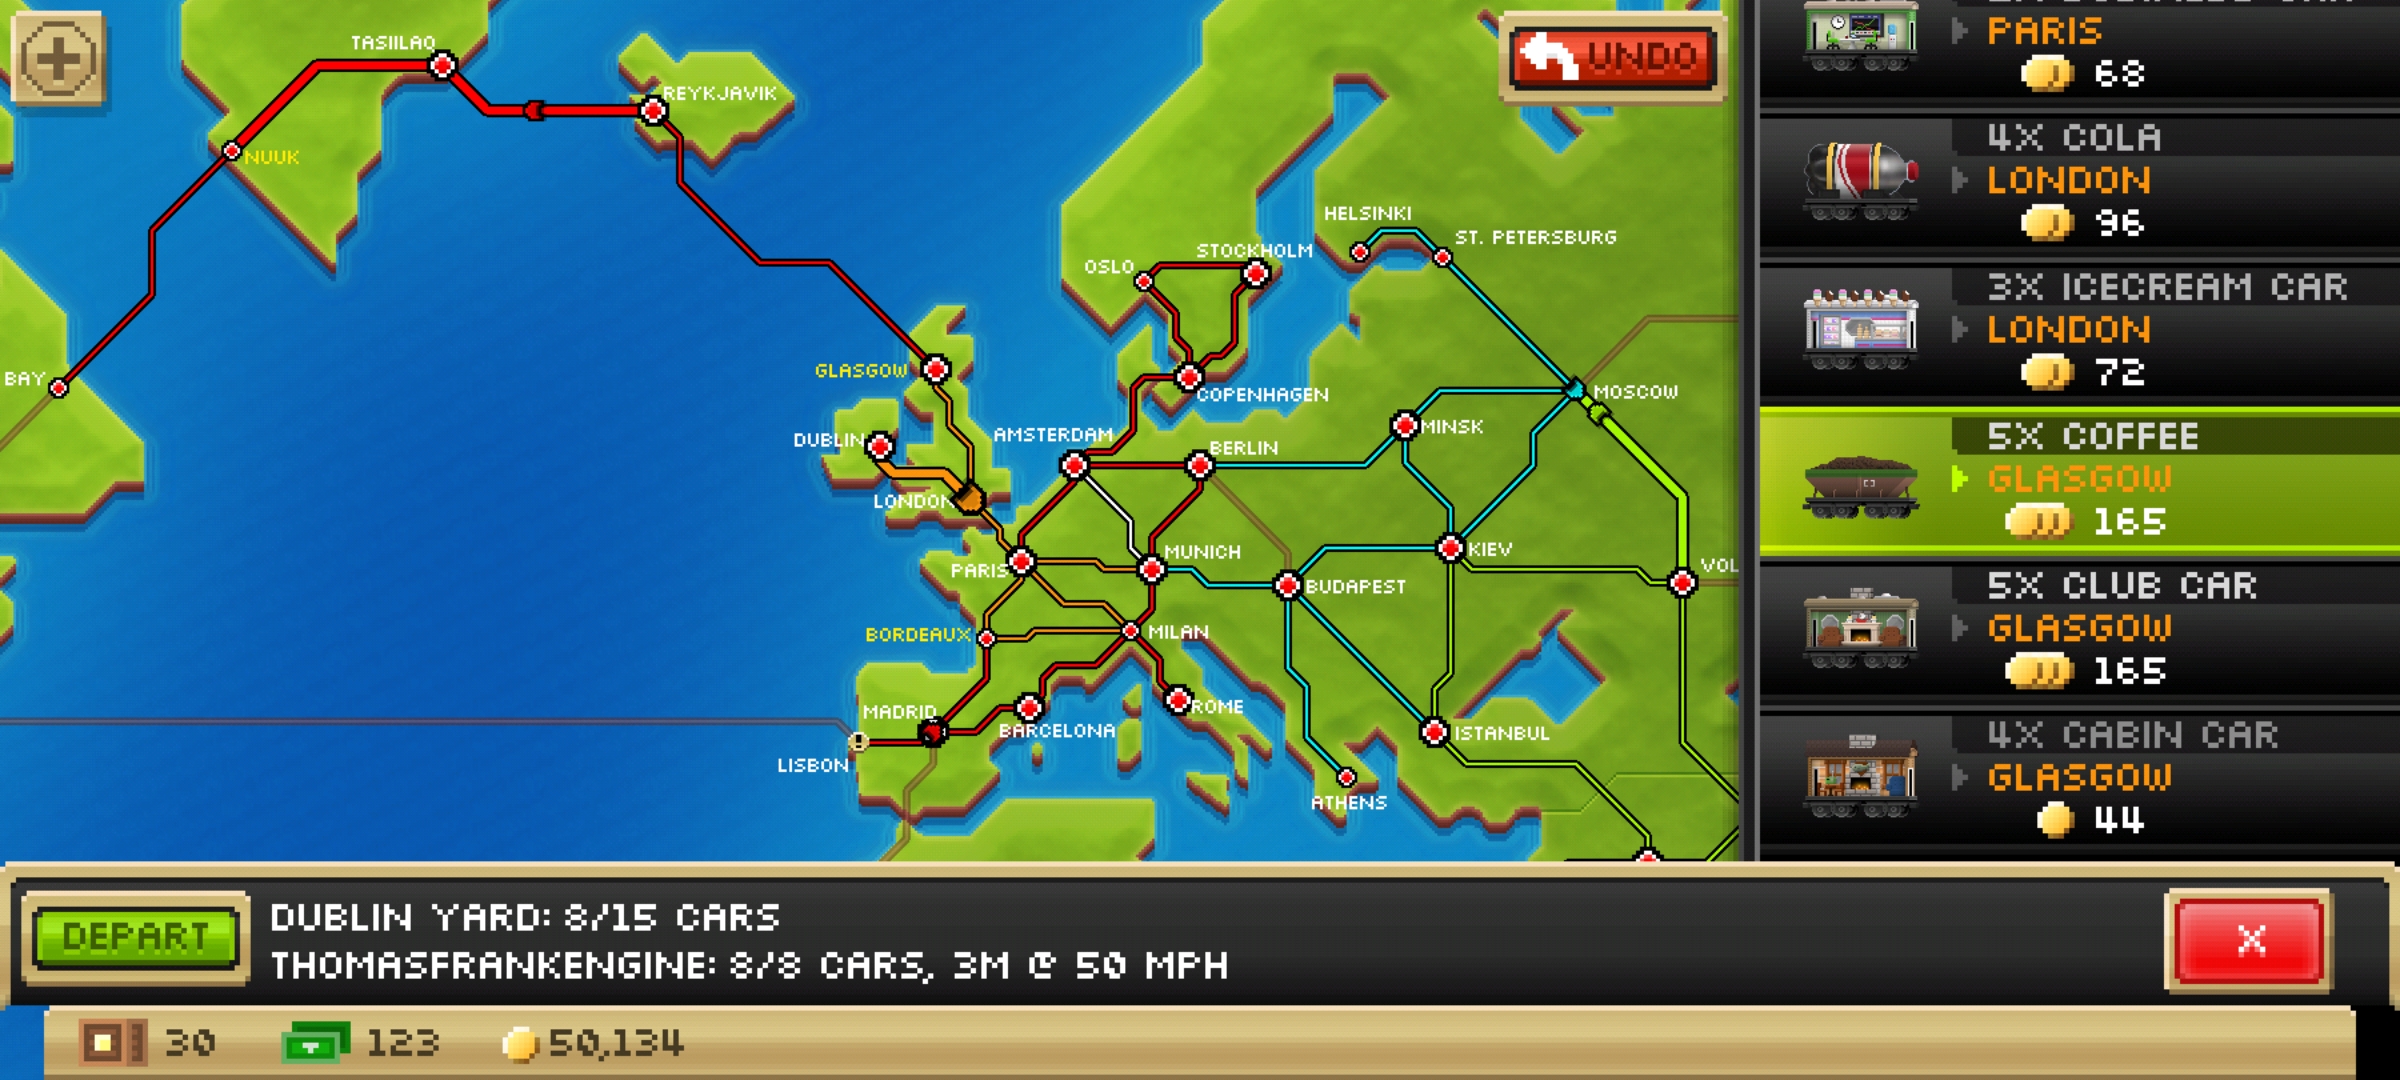 TASIILAQ
REYKJAVIK
NUUK
BAY
GLASGOW
DUBLIN
LONDON
AMSTERDAM
BERLIN
OSLO
STOCKHOLM
COPENHAGEN
HELSINKI
ST. PETERSBURG
MOSCOW
MINSK
KIEV
VOL
PARIS
MUNICH
BUDAPEST
BORDEAUX
MILAN
MADRID
BARCELONA
ROME
ISTANBUL
LISBON
ATHENS
UNDO
PARIS
68
4X COLA
LONDON
96
3X ICECREAM CAR
LONDON
72
5X COFFEE
GLASGOW
165
5X CLUB CAR
GLASGOW
165
4X CABIN CAR
GLASGOW
44
DEPART
DUBLIN YARD: 8/15 CARS
THOMASFRANKENGINE: 8/8 CARS, 3M @ 50 MPH
X
30
123
50,134